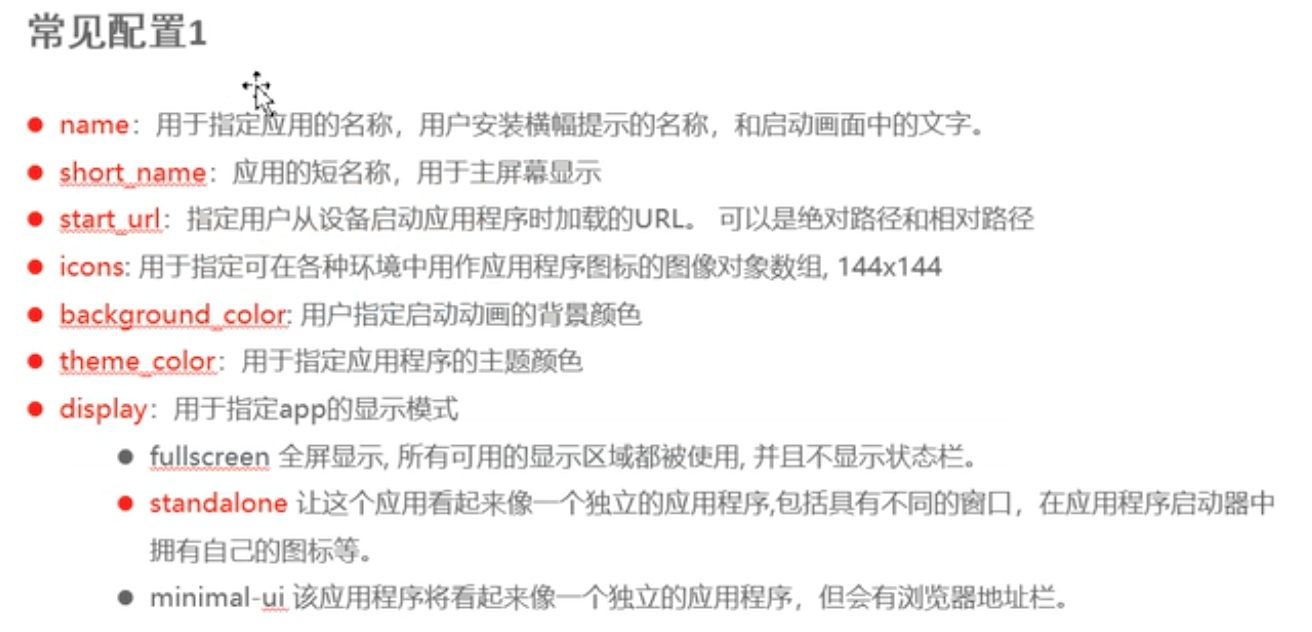 常见配置1
name：用于指定应用的名称，用户安装横幅提示的名称，和启动画面中的文字。
short_name：应用的短名称，用于主屏幕显示
start_url：指定用户从设备启动应用程序时加载的URL。 可以是绝对路径和相对路径
icons: 用于指定可在各种环境中用作应用程序图标的图像对象数组, 144x144
background_color: 用户指定启动动画的背景颜色
theme_color：用于指定应用程序的主题颜色
display：用于指定app的显示模式
fullscreen 全屏显示, 所有可用的显示区域都被使用, 并且不显示状态栏。
standalone 让这个应用看起来像一个独立的应用程序,包括具有不同的窗口，在应用程序启动器中
拥有自己的图标等。
minimal-ui 该应用程序将看起来像一个独立的应用程序，但会有浏览器地址栏。